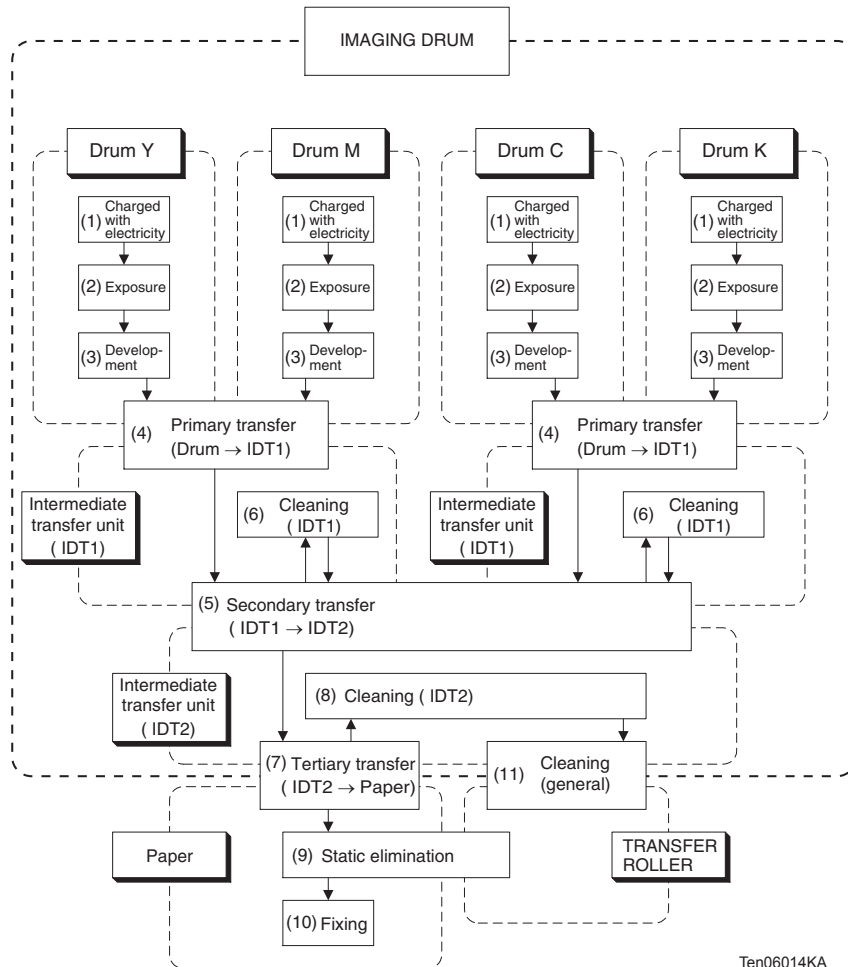 IMAGING DRUM
Drum Y
Drum M
Drum C
Drum K
(1) Charged
with
electricity
(1) Charged
with
electricity
(1) Charged
with
electricity
(1) Charged
with
electricity
(2) Exposure
(2) Exposure
(2) Exposure
(2) Exposure
(3) Develop-
ment
(3) Develop-
ment
(3) Develop-
ment
(3) Develop-
ment
(4) Primary transfer
(Drum → IDT1)
(4) Primary transfer
(Drum → IDT1)
Intermediate
transfer unit
( IDT1)
(6) Cleaning
( IDT1)
Intermediate
transfer unit
( IDT1)
(6) Cleaning
( IDT1)
(5) Secondary transfer
( IDT1 → IDT2)
Intermediate
transfer unit
( IDT2)
(8) Cleaning ( IDT2)
(7) Tertiary transfer
( IDT2 → Paper)
(11) Cleaning
(general)
Paper
(9) Static elimination
TRANSFER
ROLLER
(10) Fixing
Ten06014KA